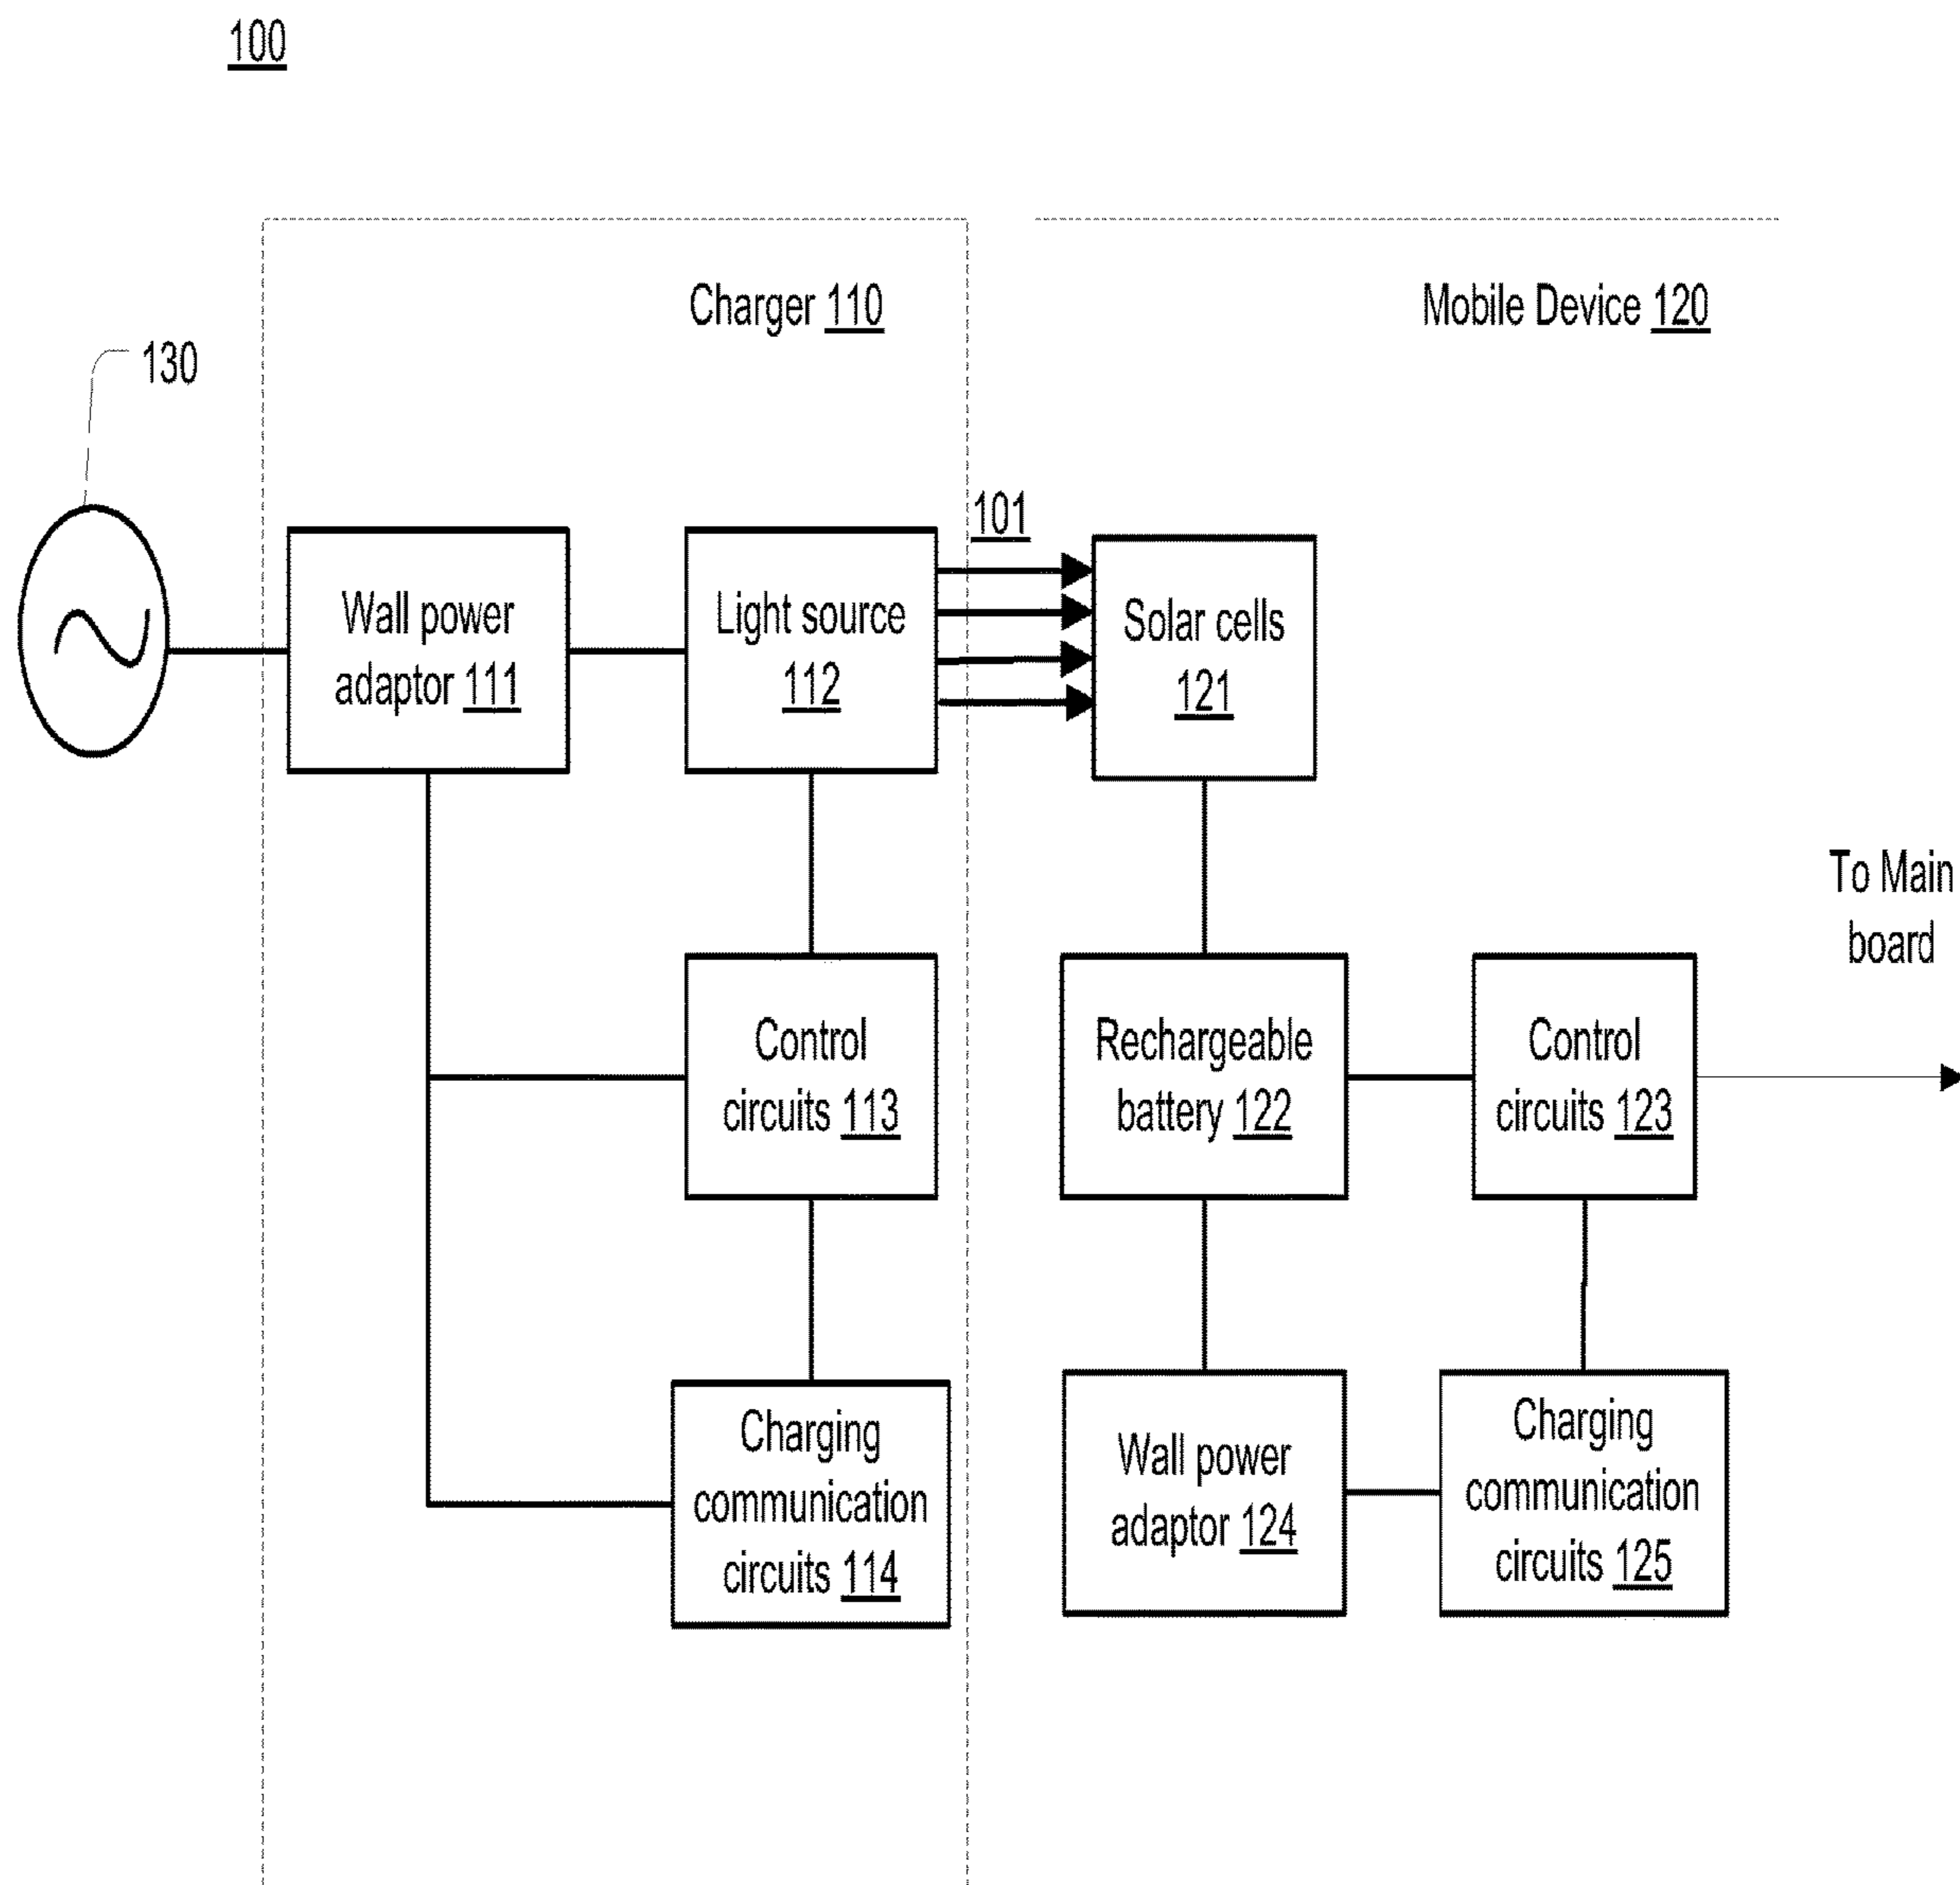 100
Charger 110
Mobile Device 120
130
101
Wall power
adaptor 111
Light source
112
Solar cells
121
To Main
board
Control
circuits 113
Rechargeable
battery 122
Control
circuits 123
Charging
communication
circuits 114
Wall power
adaptor 124
Charging
communication
circuits 125